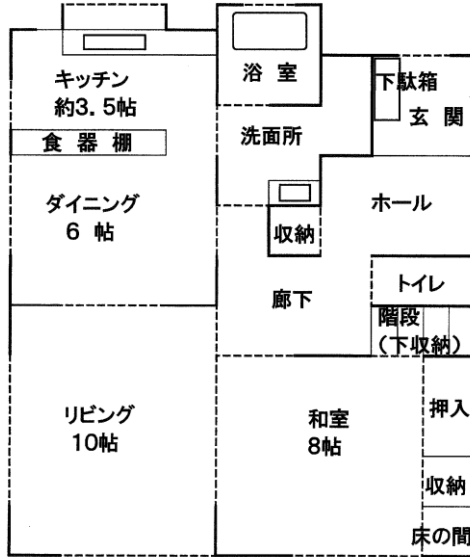 浴 室
キッチン
約3.5帖
下駄箱
玄 関
食 器 棚
洗面所
ダイニング
6 帖
ホール
収納
トイレ
廊下
階段
（下収納）
リビング
10帖
和室
8帖
押入
収納
床の間